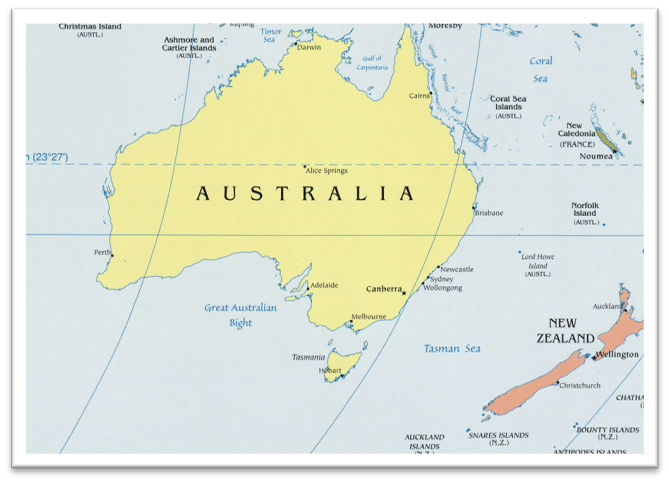 Christmas Island
(AUSTL.)
Ashmore and
Cartier Islands
(AUSTL.)
Kupang
Timor
Sea
Darwin
Moresby
Gulf of
Carpentaria
Great Barrier Reef
Coral
Sea
Cairns
Coral Sea
Islands
(AUSTL.)
New
Caledonia
(FRANCE)
Noumea
n (23°27')
Alice Springs
AUSTRALIA
Brisbane
Norfolk
Island
(AUSTL.)
Perth
Lord Howe
Island
(AUSTL.)
Newcastle
Sydney
Wollongong
Adelaide
Canberra
Great Australian
Bight
Melbourne
Auckland
NEW
ZEALAND
Tasman Sea
Wellington
Tasmania
Hobart
Christchurch
CHATHA
(
SNARES ISLANDS
(N.Z.)
BOUNTY ISLANDS
(N.Z.)
AUCKLAND
ISLANDS
(N.Z.)
ANTIPODES ISLANDS